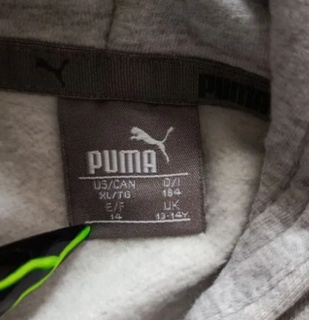 PUMA
PUMA
US/CAN D/I
XL/TG 164
E/F UK
14 13-14Y